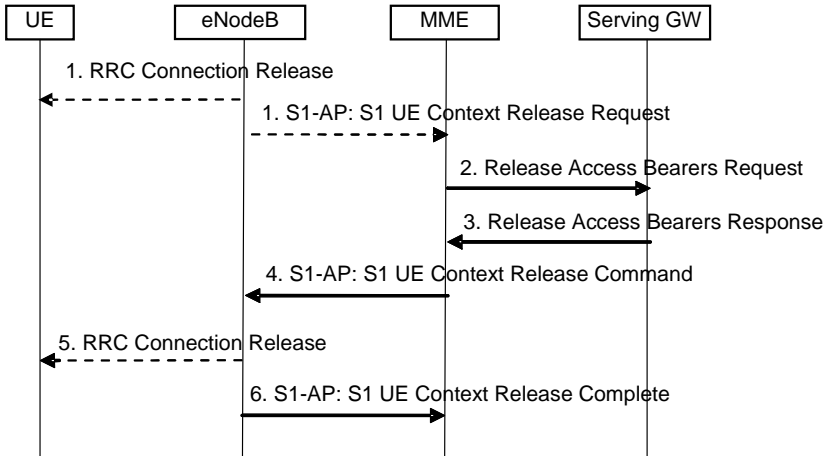 UE
eNodeB
MME
Serving GW
1. RRC Connection Release
1. S1-AP: S1 UE Context Release Request
2. Release Access Bearers Request
3. Release Access Bearers Response
4. S1-AP: S1 UE Context Release Command
5. RRC Connection Release
6. S1-AP: S1 UE Context Release Complete